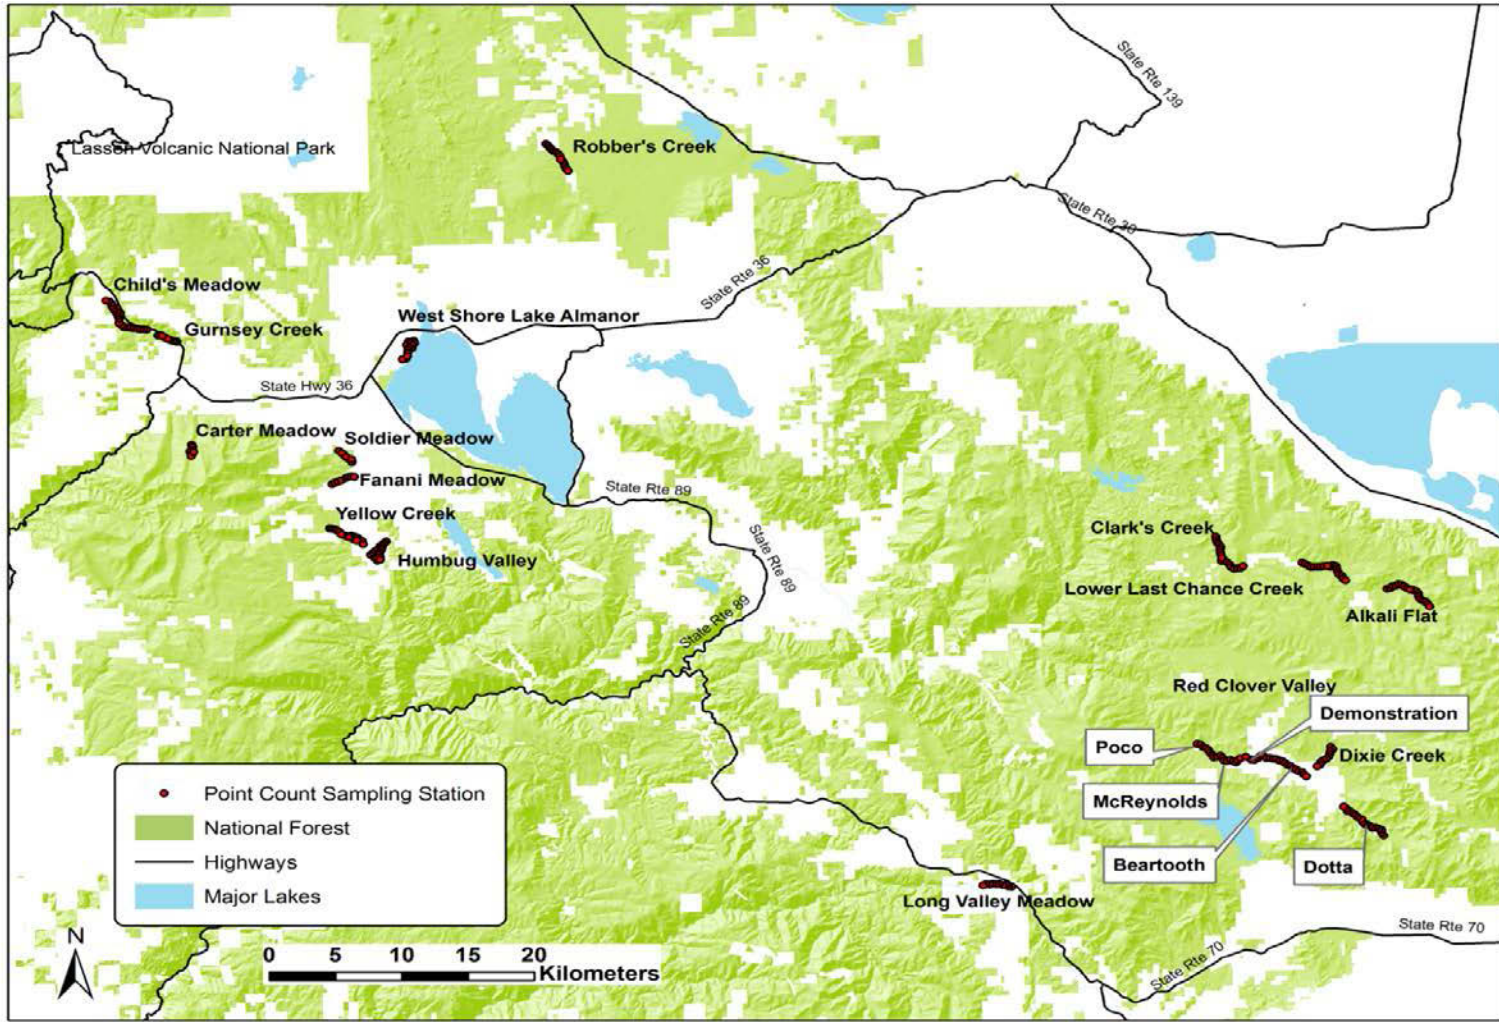 State Rte 139
Lassen Volcanic National Park
Robber's Creek
State Rte 36
Child's Meadow
State Rte 36
Gurnsey Creek
West Shore Lake Almanor
State Hwy 36
Carter Meadow
Soldier Meadow
Fanani Meadow
State Rte 89
Yellow Creek
Clark's Creek
State Rte 89
Humbug Valley
Lower Last Chance Creek
State Rte 89
Alkali Flat
Red Clover Valley
Demonstration
Poco
Dixie Creek
McReynolds
Beartooth
Dotta
Long Valley Meadow
State Rte 70
State Rte 70
Point Count Sampling Station
National Forest
Highways
Major Lakes
N
0 5 10 15 20
Kilometers